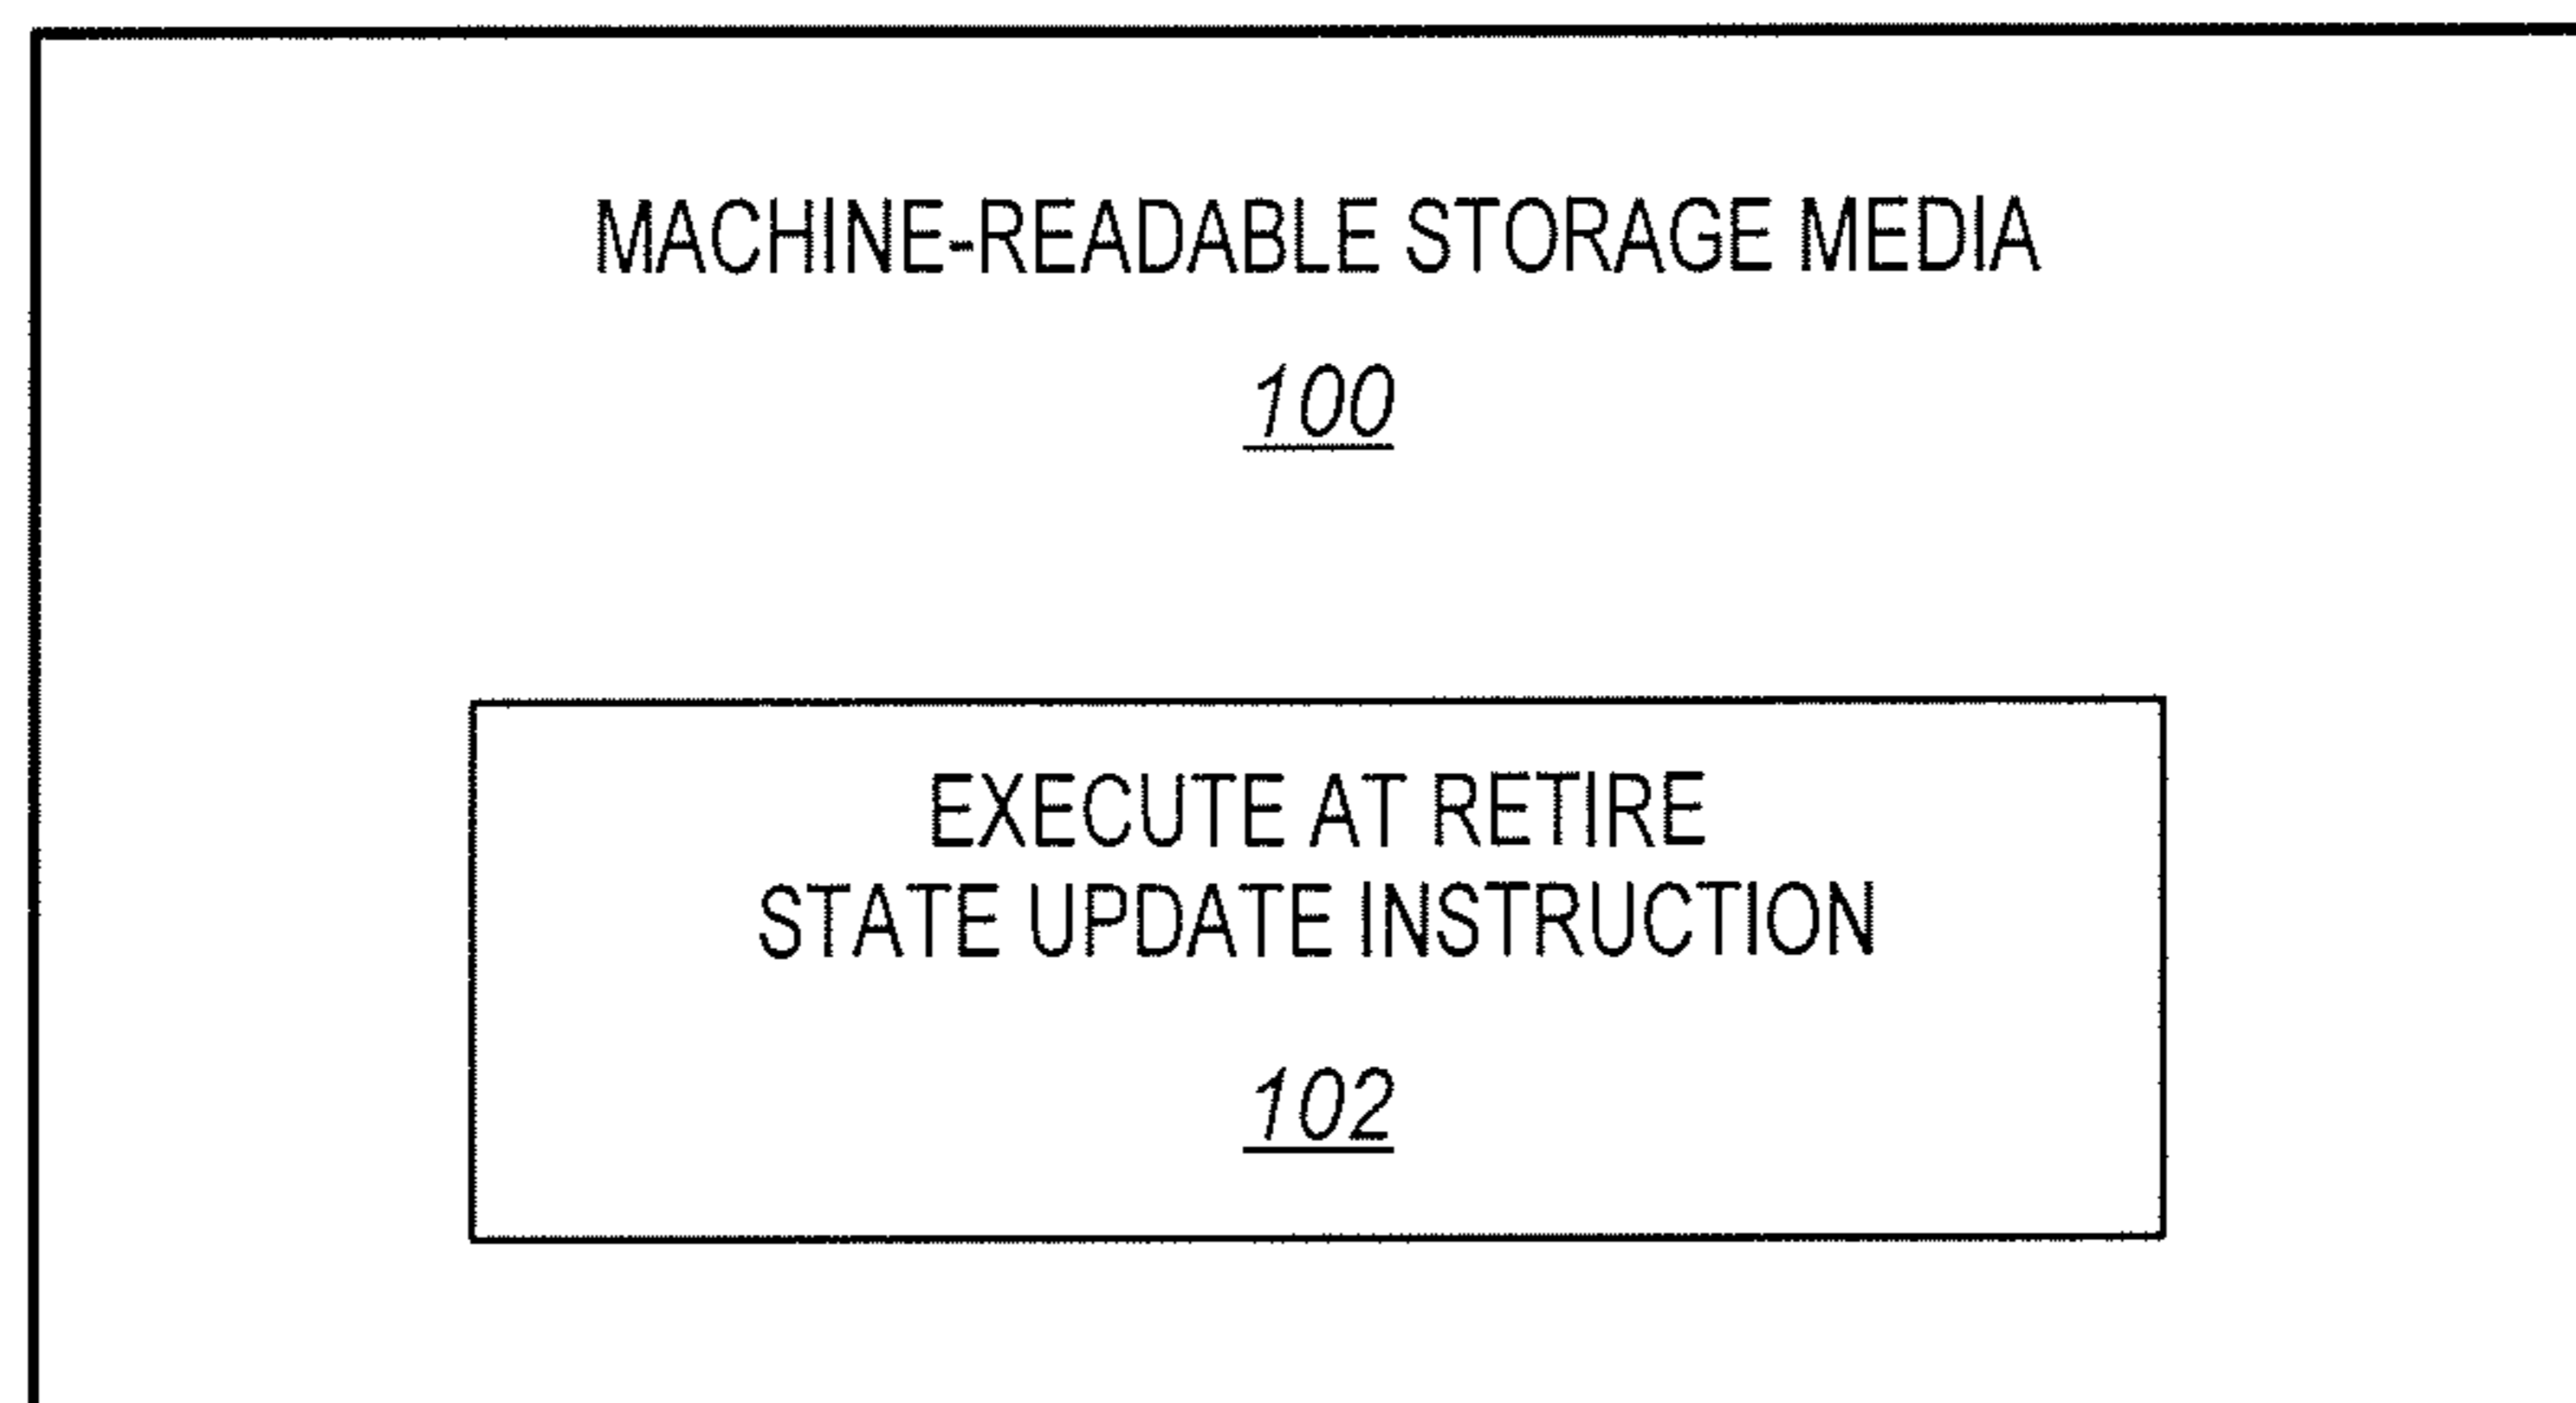 MACHINE-READABLE STORAGE MEDIA
100
EXECUTE AT RETIRE
STATE UPDATE INSTRUCTION
102